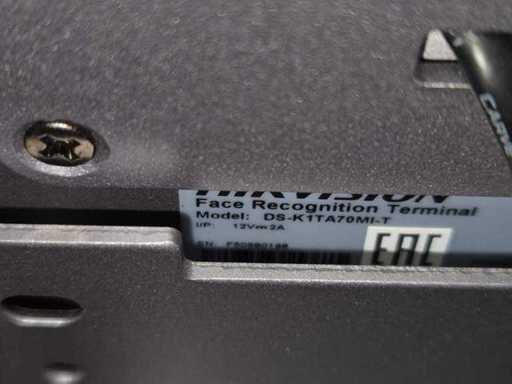 HIKVISION
Face Recognition Terminal
Model: DS-K1TA70MI-T
I/P: 12V⎓2A
EAC